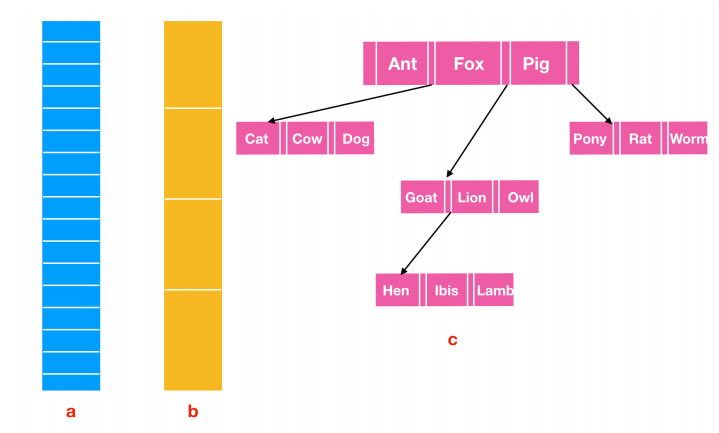 Ant Fox Pig
Cat Cow Dog
Pony Rat Worm
Goat Lion Owl
Hen Ibis Lamb
c
a
b